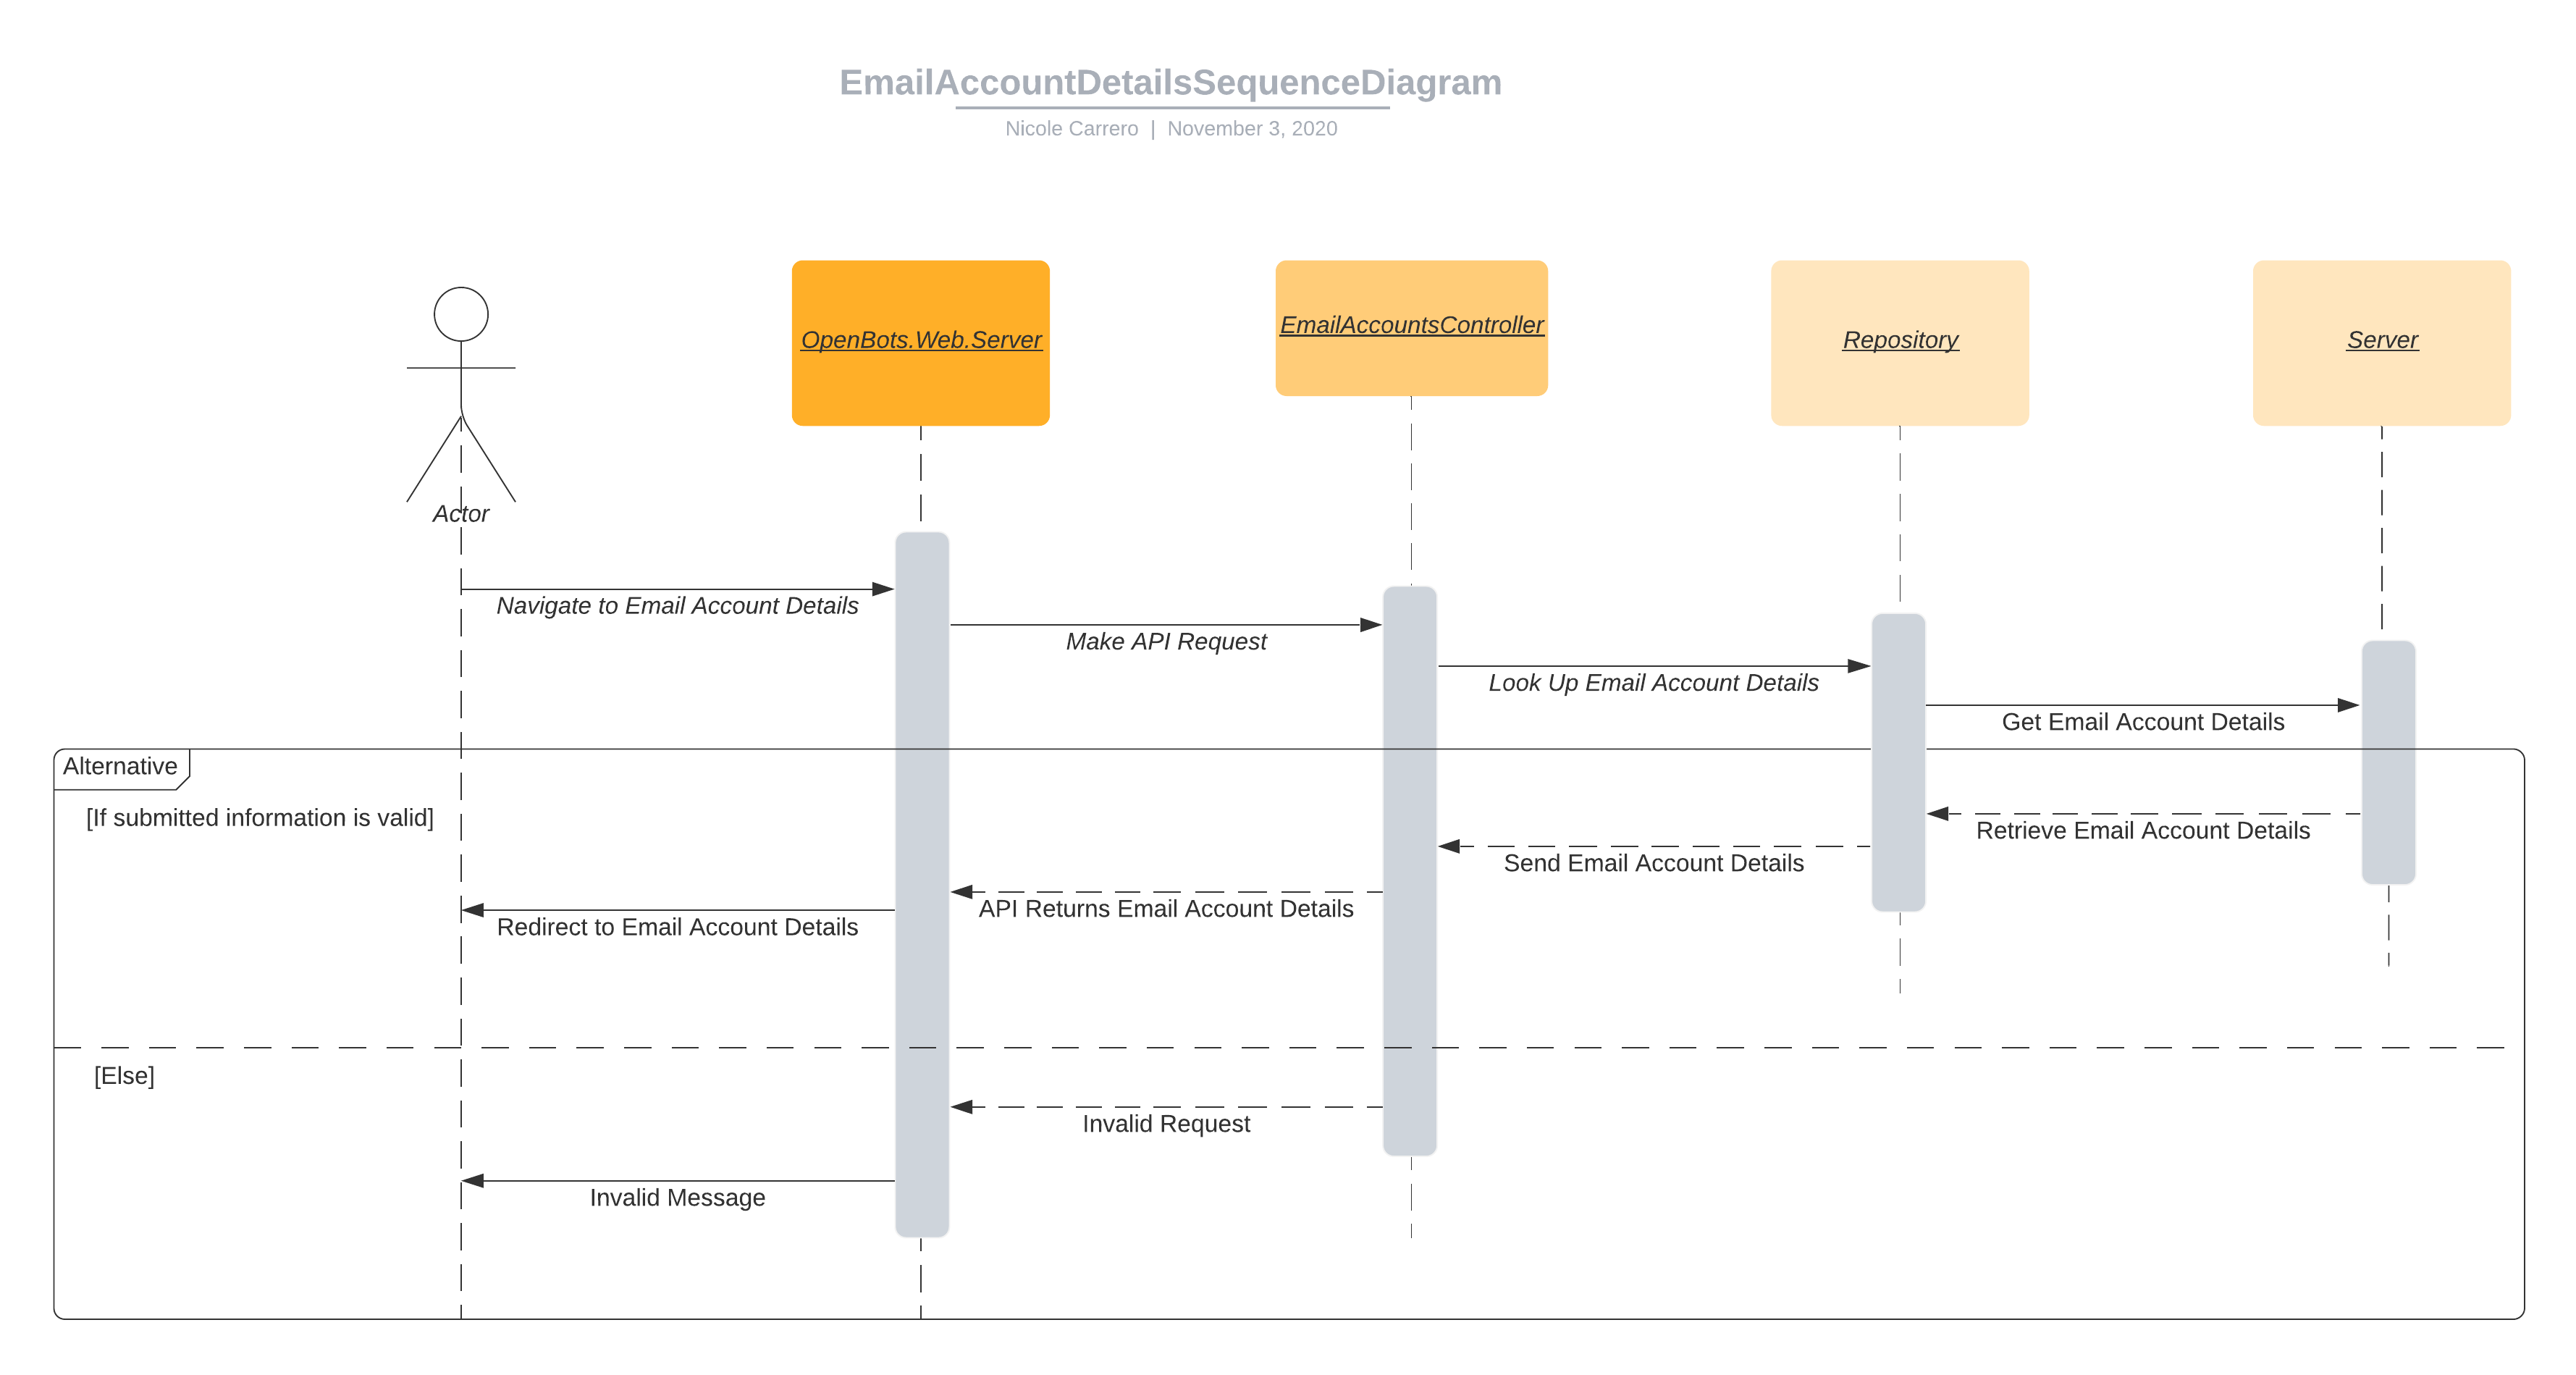 EmailAccountDetailsSequenceDiagram
Nicole Carrero | November 3, 2020
OpenBots.Web.Server
EmailAccountsController
Repository
Server
Actor
Navigate to Email Account Details
Make API Request
Look Up Email Account Details
Get Email Account Details
Alternative
[If submitted information is valid]
Retrieve Email Account Details
Send Email Account Details
API Returns Email Account Details
Redirect to Email Account Details
[Else]
Invalid Request
Invalid Message